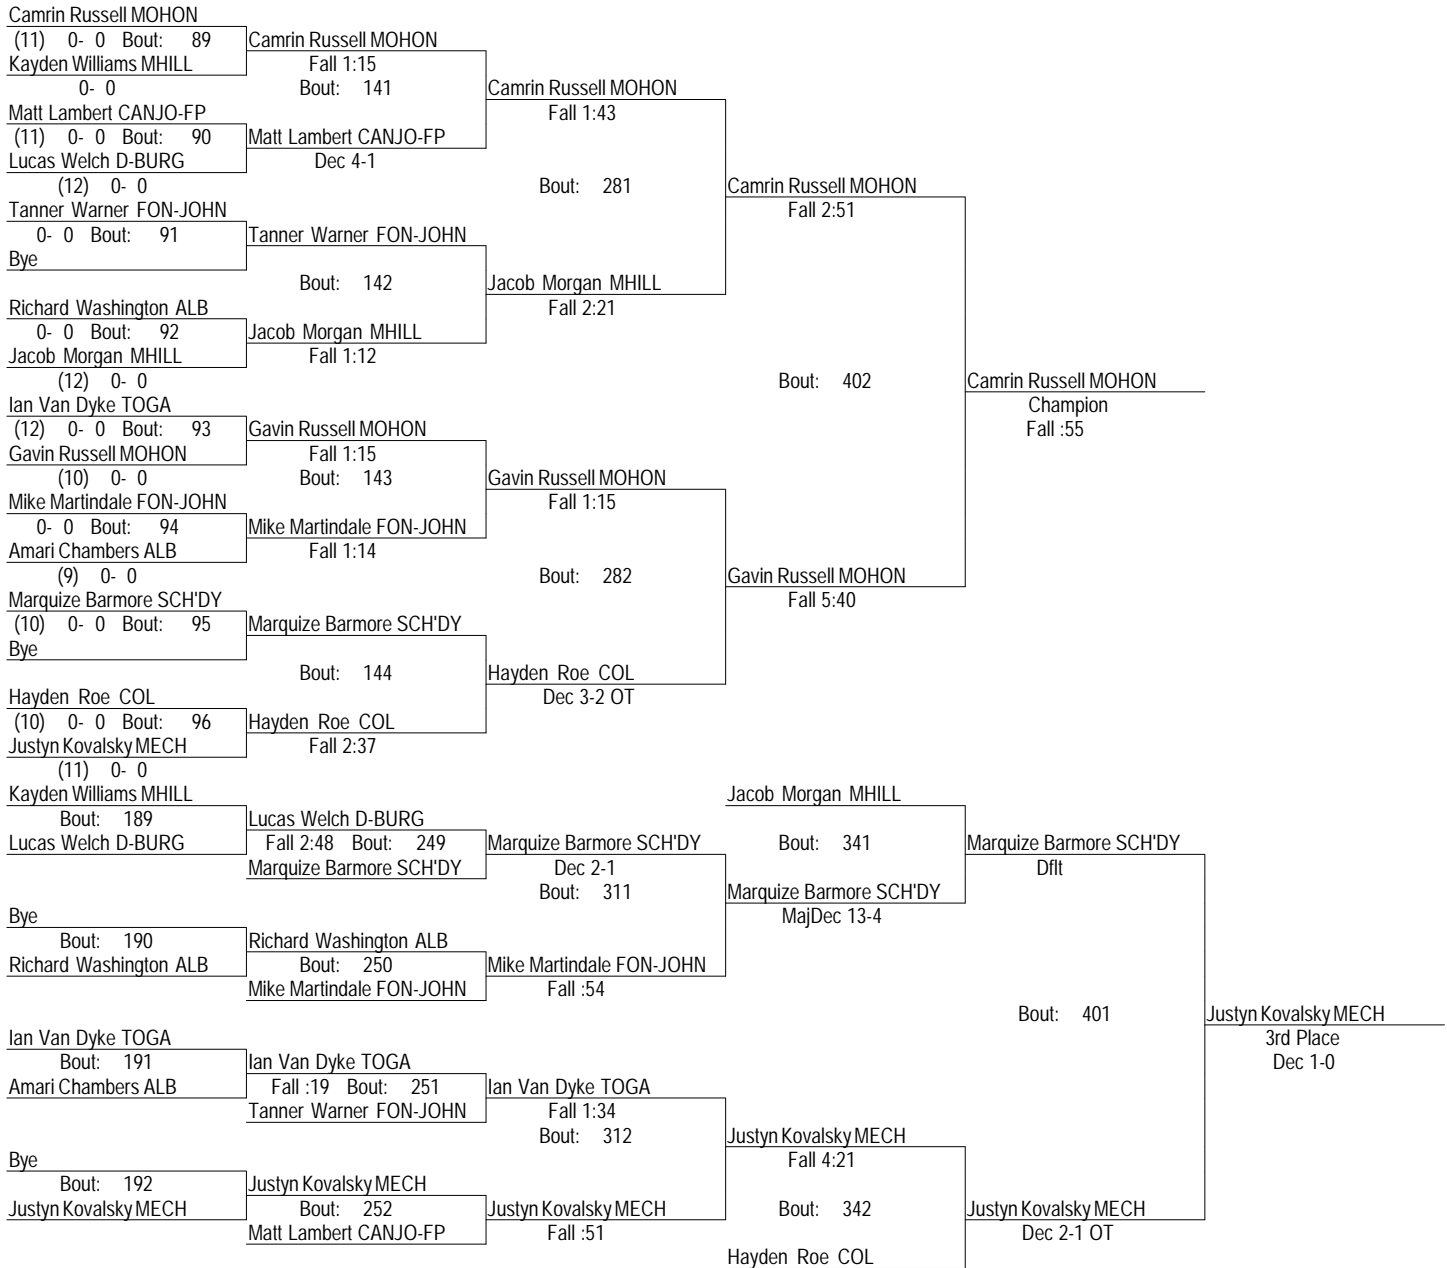 Camrin Russell MOHON
(11) 0- 0 Bout: 89 Camrin Russell MOHON
Kayden Williams MHILL Fall 1:15
0- 0 Bout: 141 Camrin Russell MOHON
Matt Lambert CANJO-FP Fall 1:43
(11) 0- 0 Bout: 90 Matt Lambert CANJO-FP
Lucas Welch D-BURG Dec 4-1
(12) 0- 0 Bout: 281 Camrin Russell MOHON
Tanner Warner FON-JOHN Fall 2:51
0- 0 Bout: 91 Tanner Warner FON-JOHN
Bye
Bout: 142 Jacob Morgan MHILL
Richard Washington ALB Fall 2:21
0- 0 Bout: 92 Jacob Morgan MHILL
Jacob Morgan MHILL Fall 1:12
(12) 0- 0 Bout: 402 Camrin Russell MOHON
Ian Van Dyke TOGA Champion
(12) 0- 0 Bout: 93 Gavin Russell MOHON Fall :55
Gavin Russell MOHON Fall 1:15
(10) 0- 0 Bout: 143 Gavin Russell MOHON
Mike Martindale FON-JOHN Fall 1:15
0- 0 Bout: 94 Mike Martindale FON-JOHN
Amari Chambers ALB Fall 1:14
(9) 0- 0 Bout: 282 Gavin Russell MOHON
Marquize Barmore SCH'DY Fall 5:40
(10) 0- 0 Bout: 95 Marquize Barmore SCH'DY
Bye
Bout: 144 Hayden Roe COL
Hayden Roe COL Dec 3-2 OT
(10) 0- 0 Bout: 96 Hayden Roe COL
Justyn Kovalsky MECH Fall 2:37
(11) 0- 0
Kayden Williams MHILL Jacob Morgan MHILL
Bout: 189 Lucas Welch D-BURG
Lucas Welch D-BURG Fall 2:48 Bout: 249 Marquize Barmore SCH'DY Bout: 341 Marquize Barmore SCH'DY
Marquize Barmore SCH'DY Dec 2-1 Dflt
Bout: 311 Marquize Barmore SCH'DY
Bye MajDec 13-4
Bout: 190 Richard Washington ALB
Richard Washington ALB Bout: 250 Mike Martindale FON-JOHN
Mike Martindale FON-JOHN Fall :54
Bout: 401 Justyn Kovalsky MECH
Ian Van Dyke TOGA 3rd Place
Bout: 191 Ian Van Dyke TOGA Dec 1-0
Amari Chambers ALB Fall :19 Bout: 251 Ian Van Dyke TOGA
Tanner Warner FON-JOHN Fall 1:34
Bout: 312 Justyn Kovalsky MECH
Bye Fall 4:21
Bout: 192 Justyn Kovalsky MECH
Justyn Kovalsky MECH Bout: 252 Justyn Kovalsky MECH Bout: 342 Justyn Kovalsky MECH
Matt Lambert CANJO-FP Fall :51 Dec 2-1 OT
Hayden Roe COL